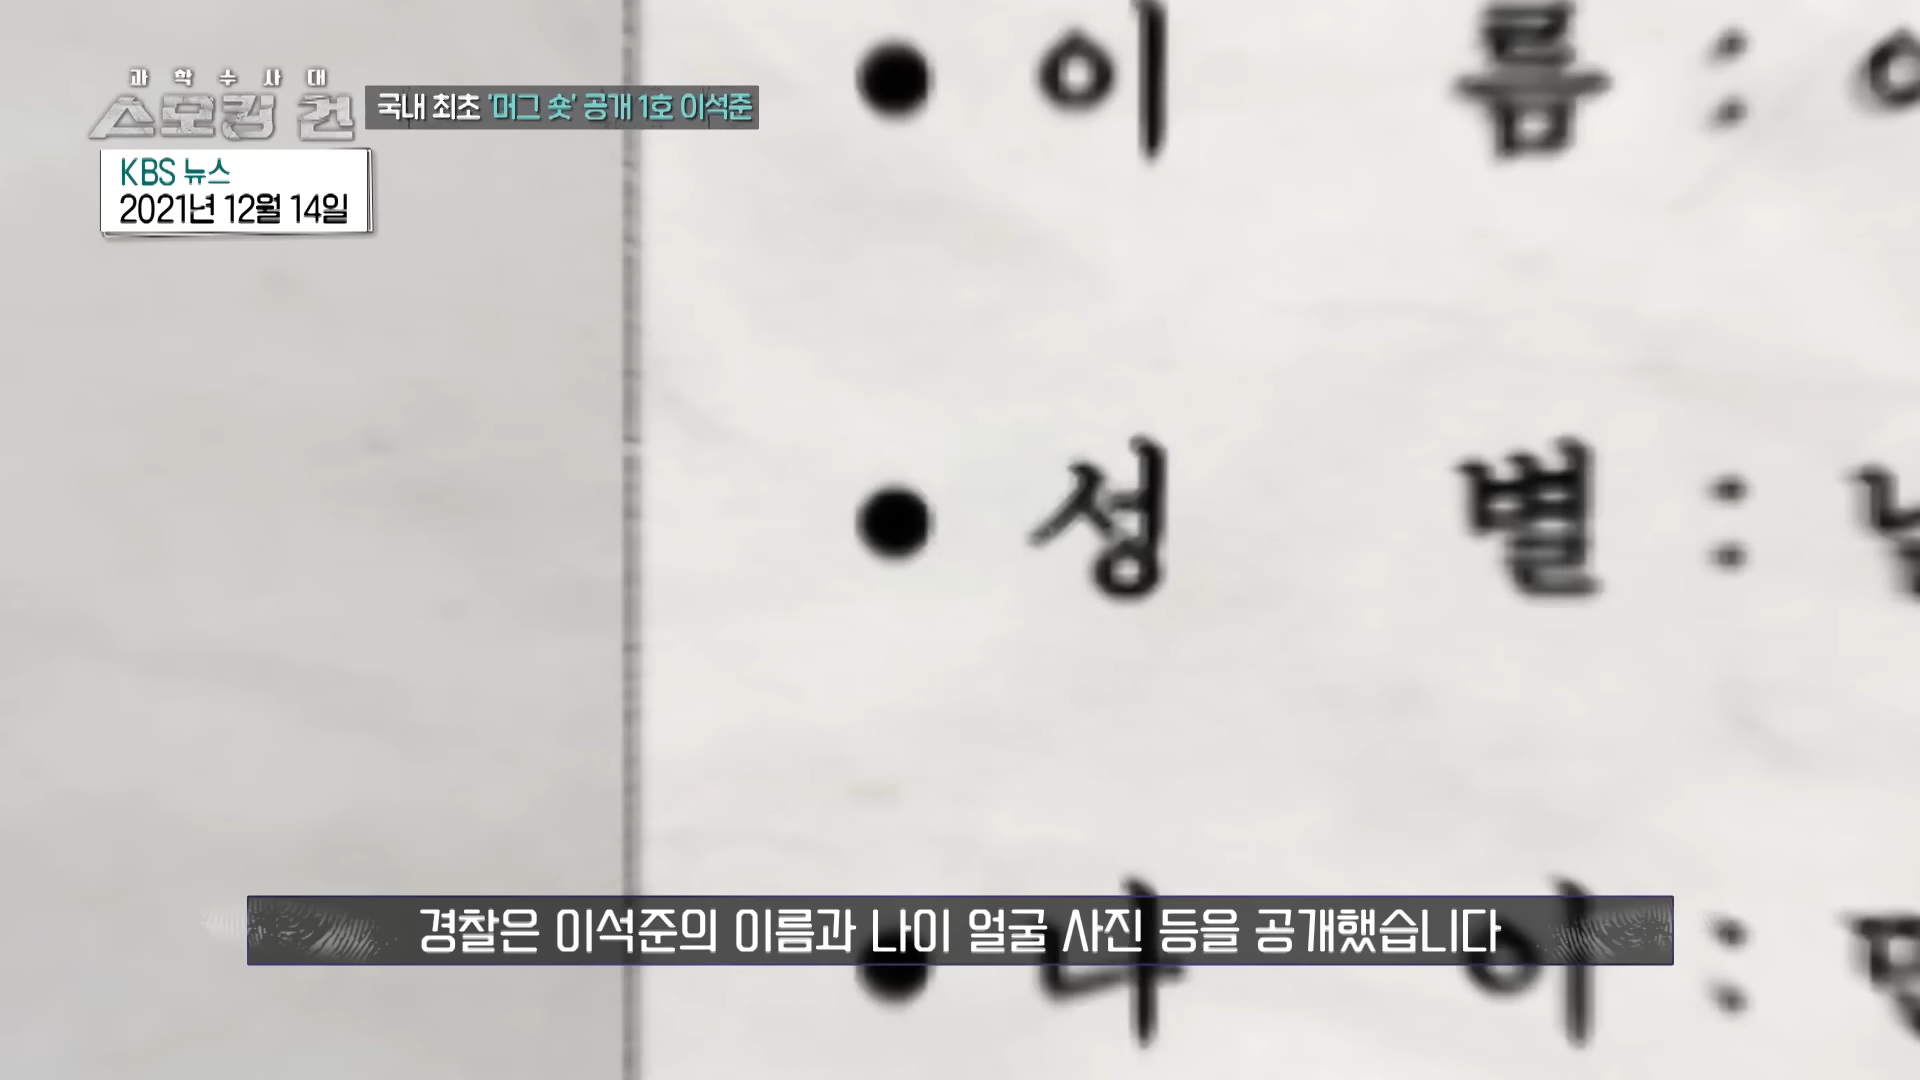 과학수사대
스모킹 건
국내 최초 '머그 숏' 공개 1호 이석준
KBS 뉴스
2021년 12월 14일
● 이 름 :
● 성 별 :
● 나 이 :
경찰은 이석준의 이름과 나이 얼굴 사진 등을 공개했습니다